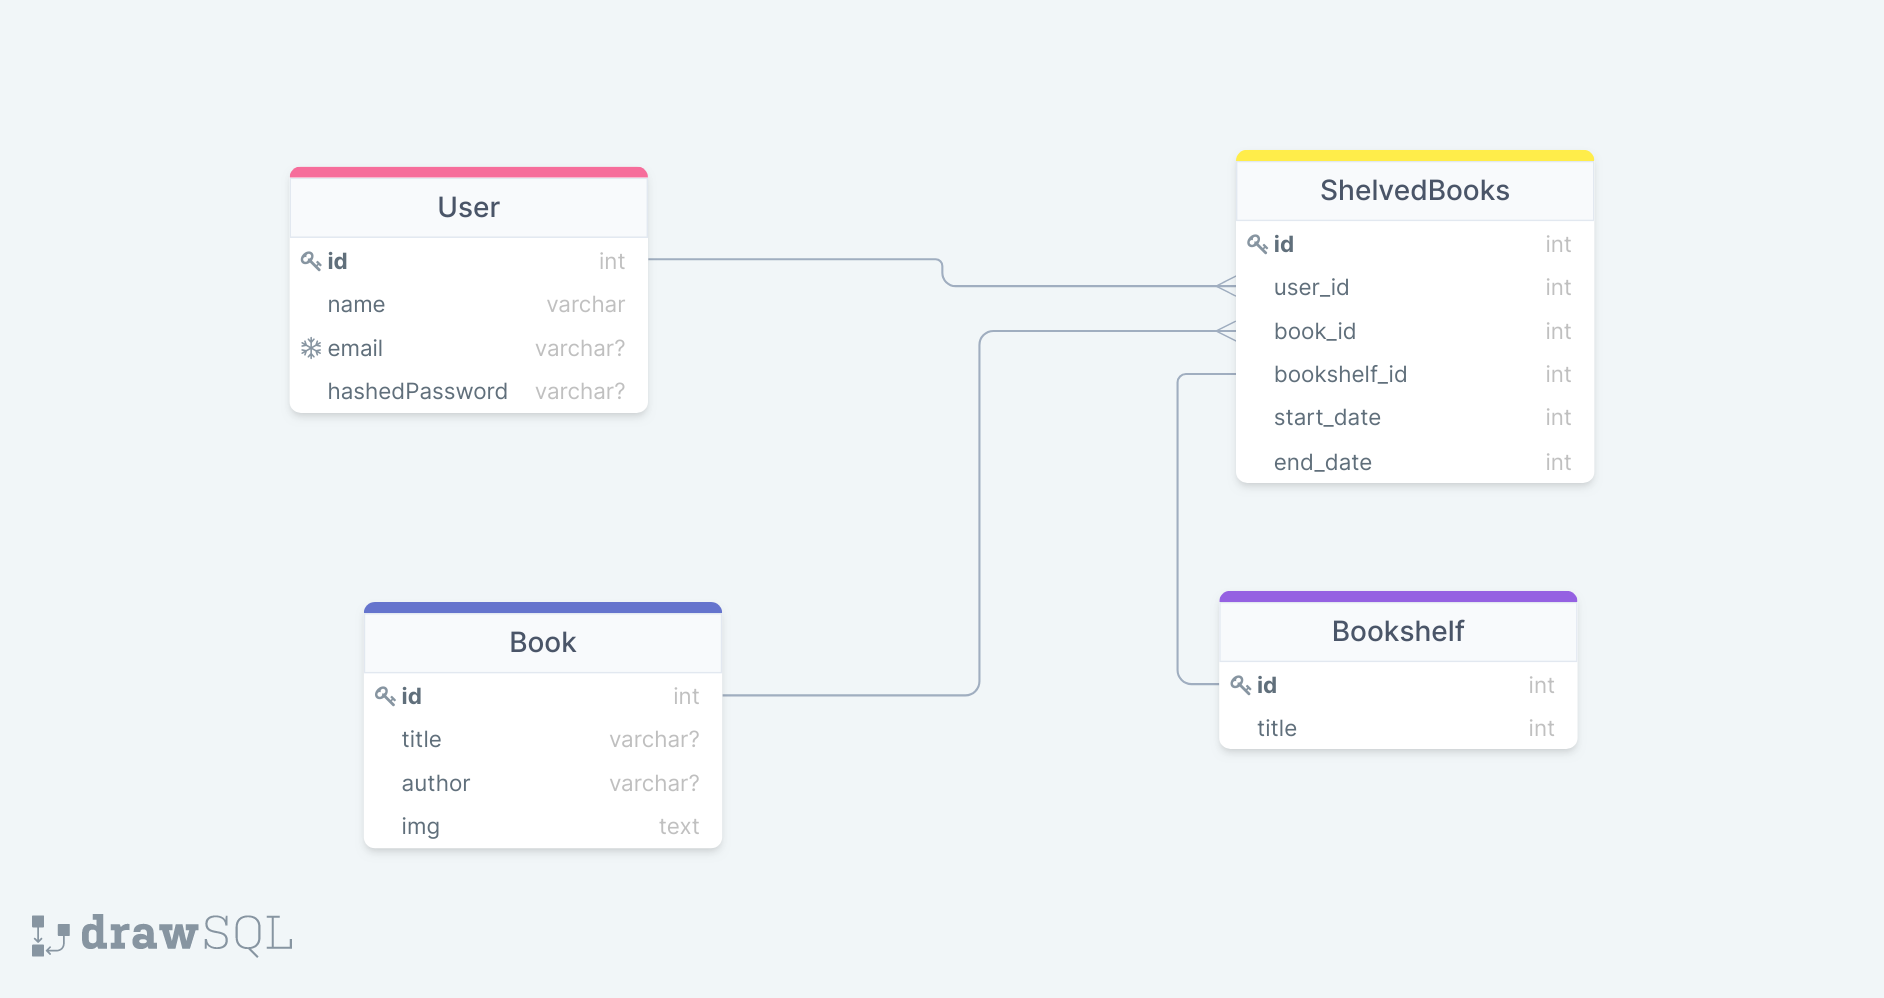 User
id int
name varchar
email varchar?
hashedPassword varchar?
ShelvedBooks
id int
user_id int
book_id int
bookshelf_id int
start_date int
end_date int
Book
id int
title varchar?
author varchar?
img text
Bookshelf
id int
title int
drawSQL